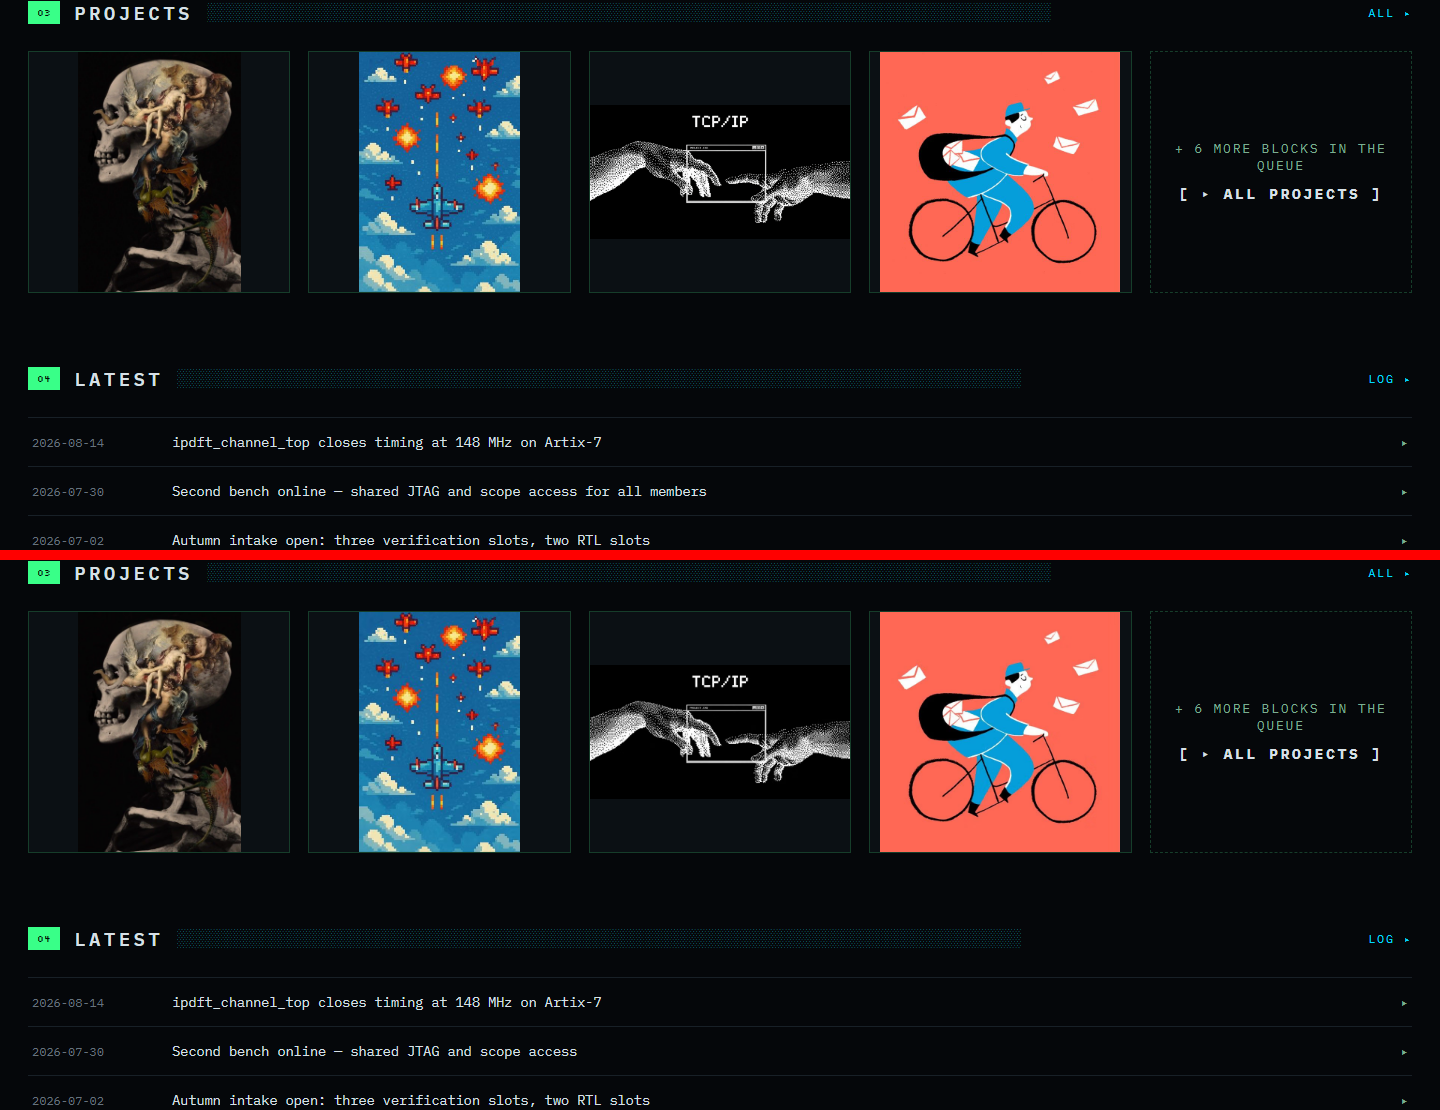 03 PROJECTS ALL ▸
TCP/IP
+ 6 MORE BLOCKS IN THE
QUEUE
[ ▸ ALL PROJECTS ]
04 LATEST LOG ▸
2026-08-14 ipdft_channel_top closes timing at 148 MHz on Artix-7 ▸
2026-07-30 Second bench online — shared JTAG and scope access for all members ▸
2026-07-02 Autumn intake open: three verification slots, two RTL slots ▸
03 PROJECTS ALL ▸
TCP/IP
+ 6 MORE BLOCKS IN THE
QUEUE
[ ▸ ALL PROJECTS ]
04 LATEST LOG ▸
2026-08-14 ipdft_channel_top closes timing at 148 MHz on Artix-7 ▸
2026-07-30 Second bench online — shared JTAG and scope access ▸
2026-07-02 Autumn intake open: three verification slots, two RTL slots ▸